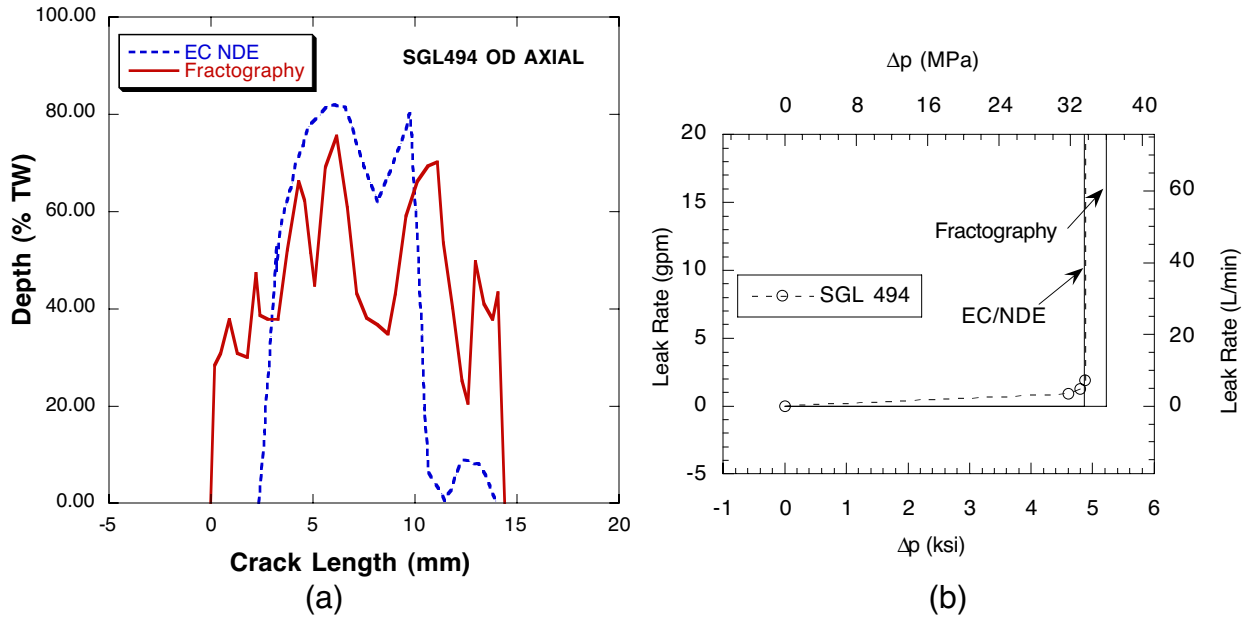 100.00
80.00
60.00
40.00
20.00
0.00
Depth (% TW)
EC NDE
Fractography
SGL494 OD AXIAL
-5
0
5
10
15
20
Crack Length (mm)
(a)
Δp (MPa)
0
8
16
24
32
40
20
15
10
5
0
-5
Leak Rate (gpm)
Fractography
SGL 494
EC/NDE
60
40
20
0
Leak Rate (L/min)
-1
0
1
2
3
4
5
6
Δp (ksi)
(b)